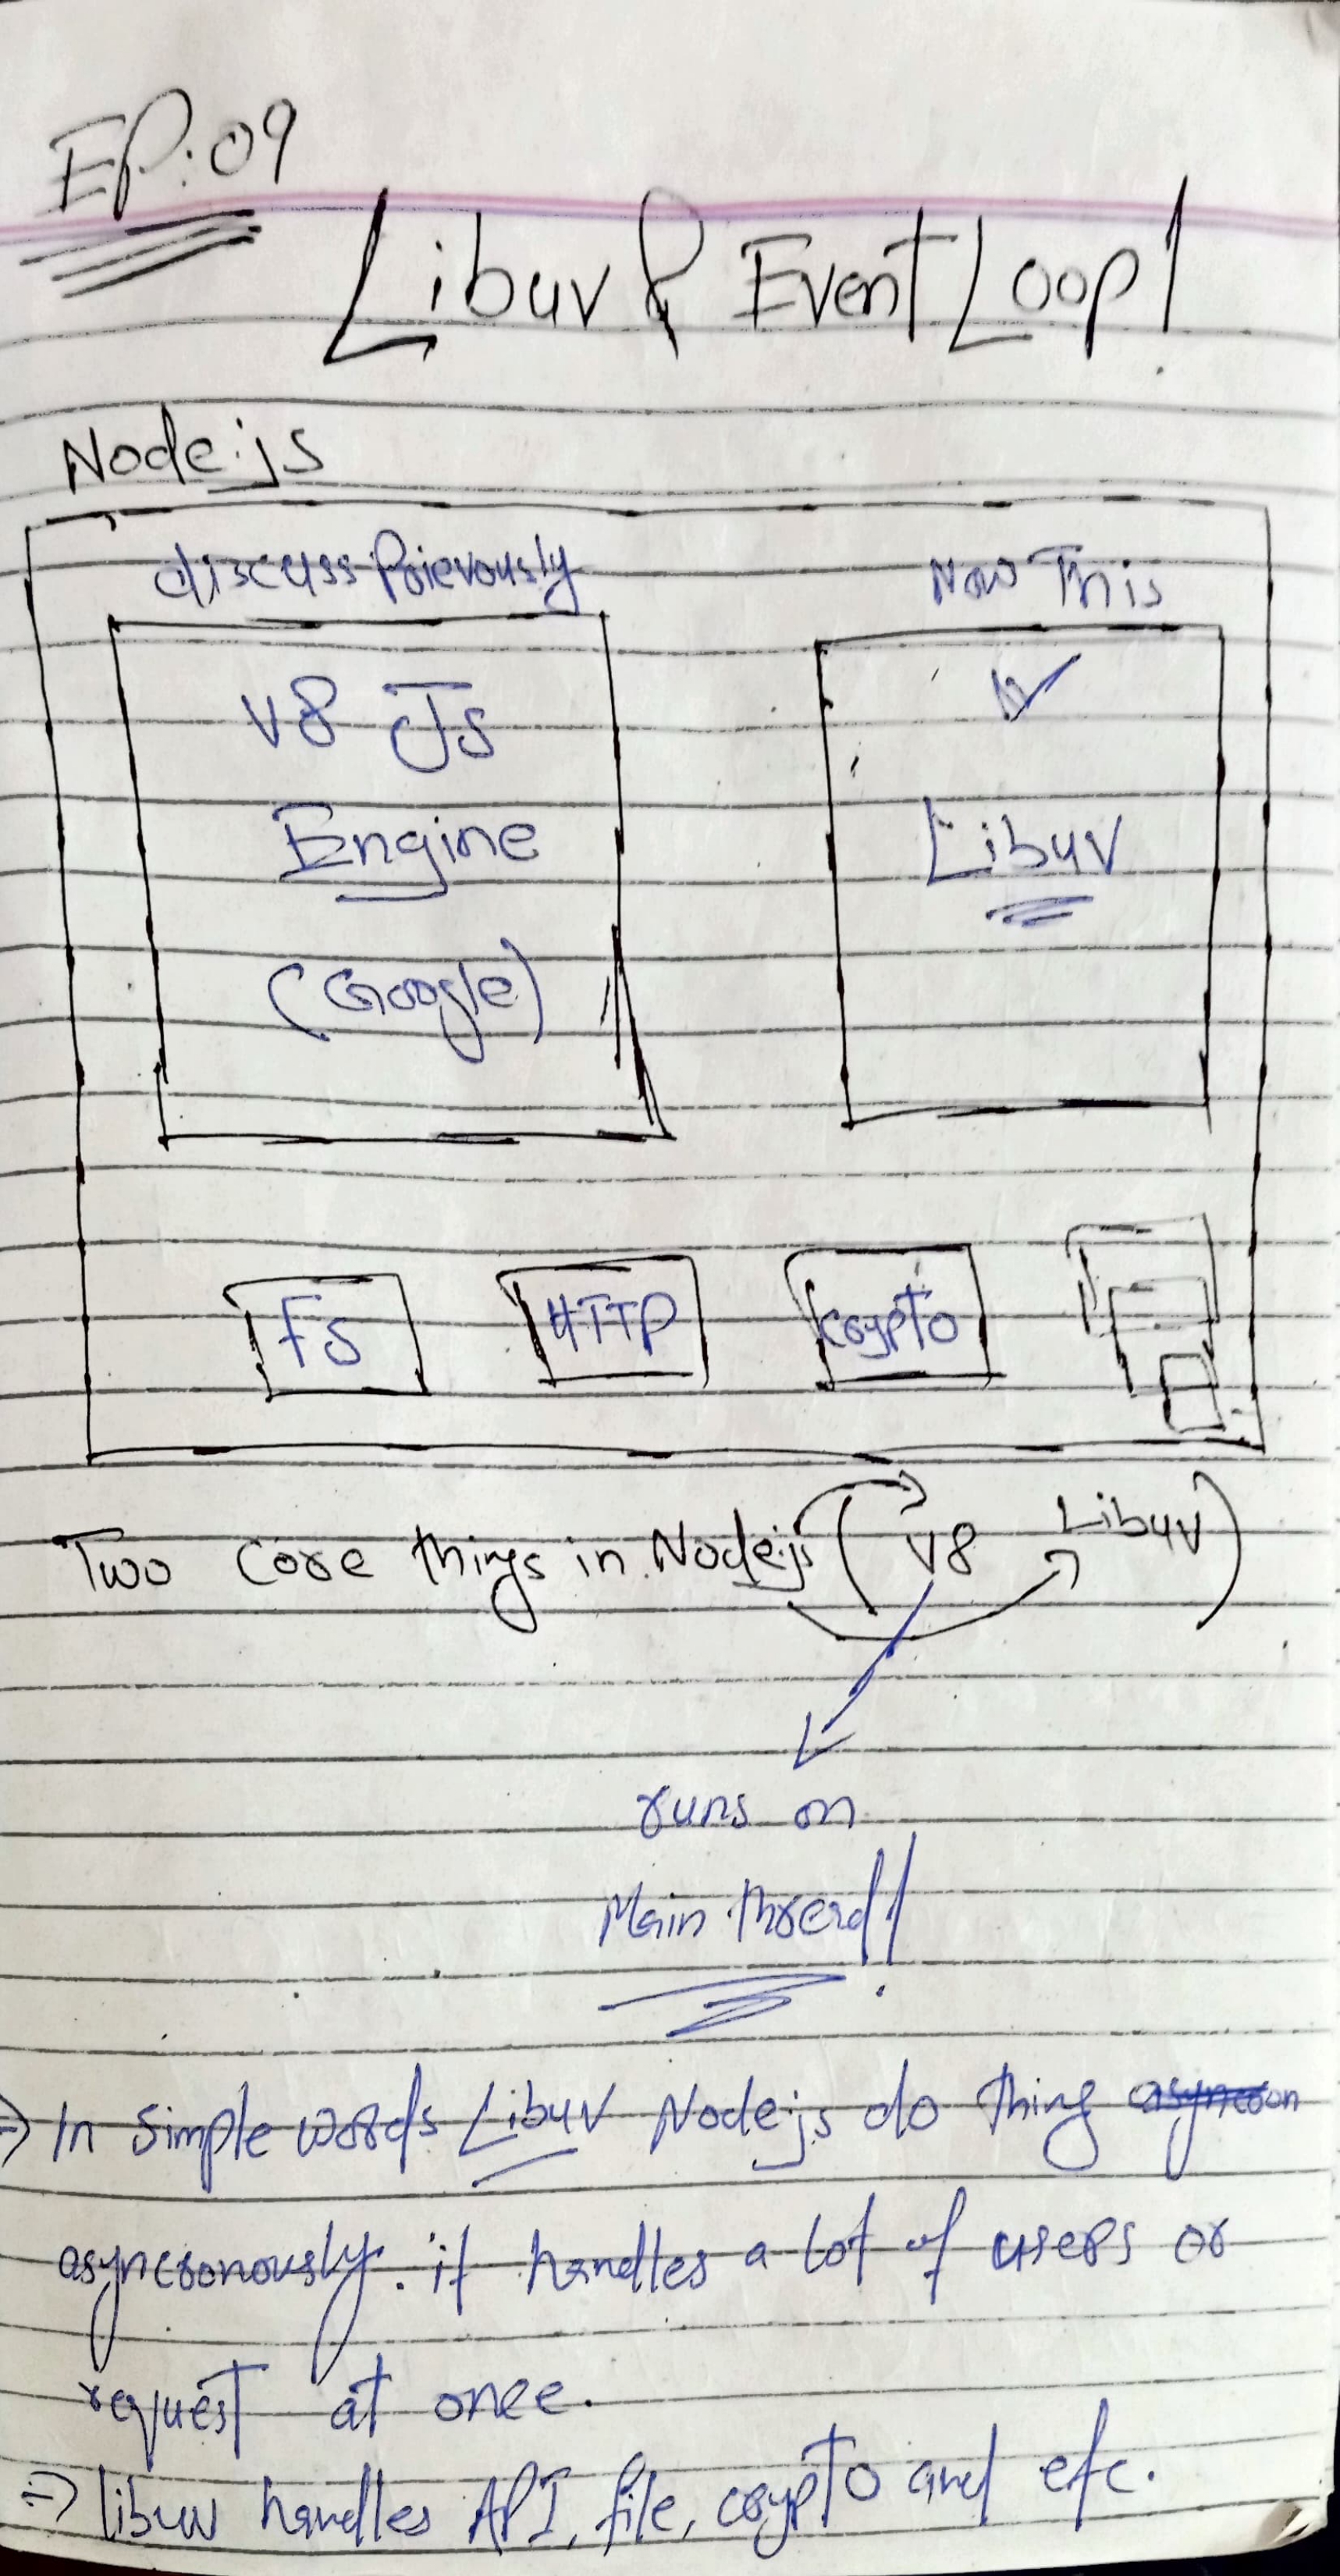 EP:09
Libuv & Event Loop!
Node.js
discuss Poievously
Now This
V8 Js
Engine
(Google)
Libuv
FS
HTTP
crypto
Two Core things in Node.js (V8 Libuv)
runs on
Main thread!
→ In Simple words Libuv Node.js do thing asyncron
asyncronously. it handles a lot of users or
request at once.
⇒ libuv handles API, file, crypto and etc.